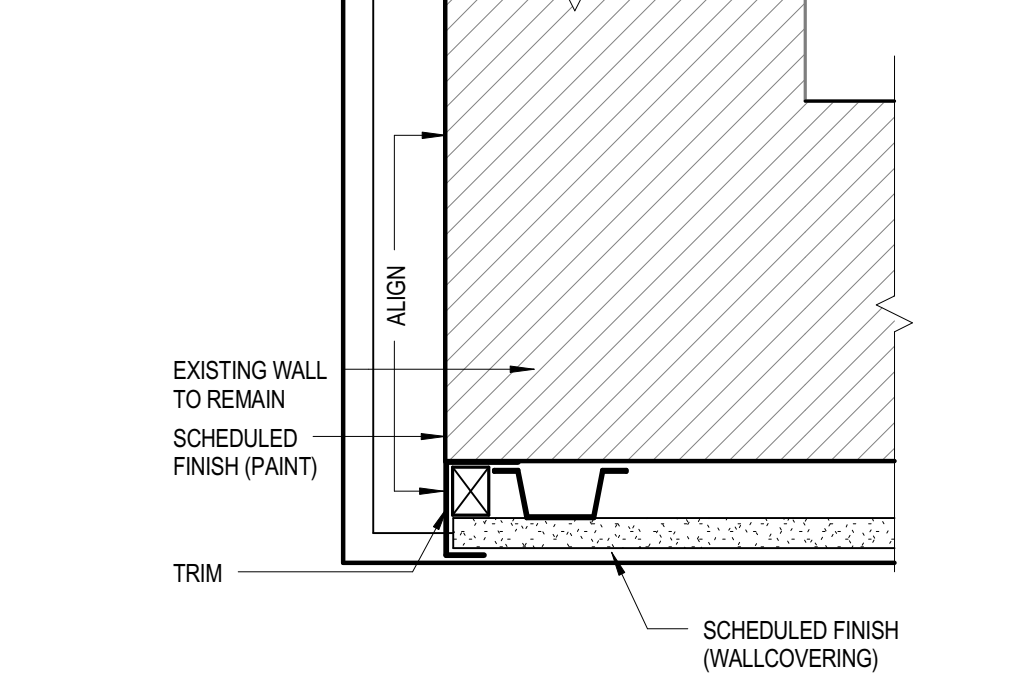 ALIGN
EXISTING WALL
TO REMAIN
SCHEDULED
FINISH (PAINT)
TRIM
SCHEDULED FINISH
(WALLCOVERING)